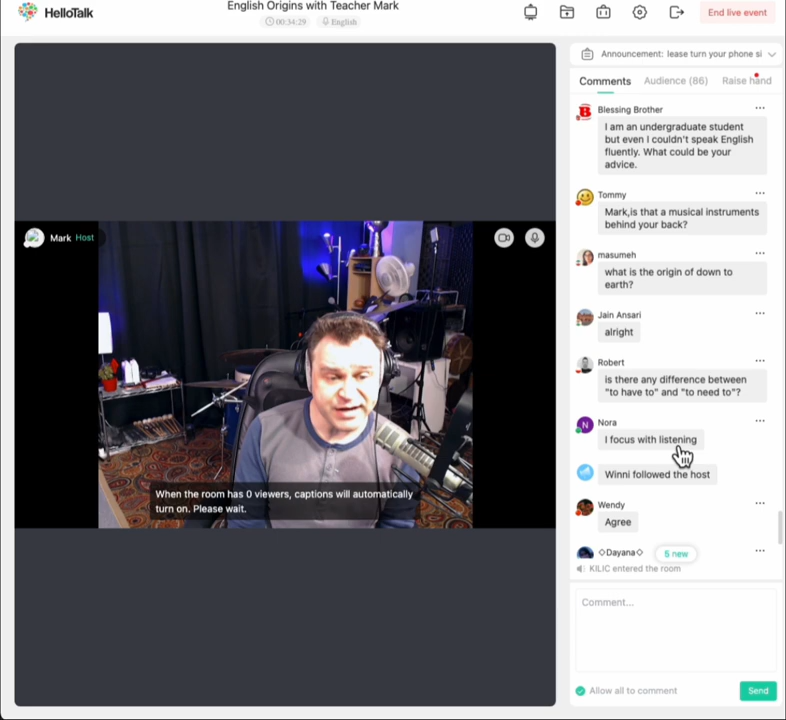 HelloTalk
English Origins with Teacher Mark
00:34:29
English
End live event
Mark Host
When the room has 0 viewers, captions will automatically
turn on. Please wait.
Announcement: lease turn your phone si
Comments
Audience (86)
Raise hand
Blessing Brother
I am an undergraduate student
but even I couldn't speak English
fluently. What could be your
advice.
Tommy
Mark,is that a musical instruments
behind your back?
masumeh
what is the origin of down to
earth?
Jain Ansari
alright
Robert
is there any difference between
"to have to" and "to need to"?
N
Nora
I focus with listening
Winni followed the host
Wendy
Agree
◇Dayana◇
5 new
KILIC entered the room
Comment...
Allow all to comment
Send